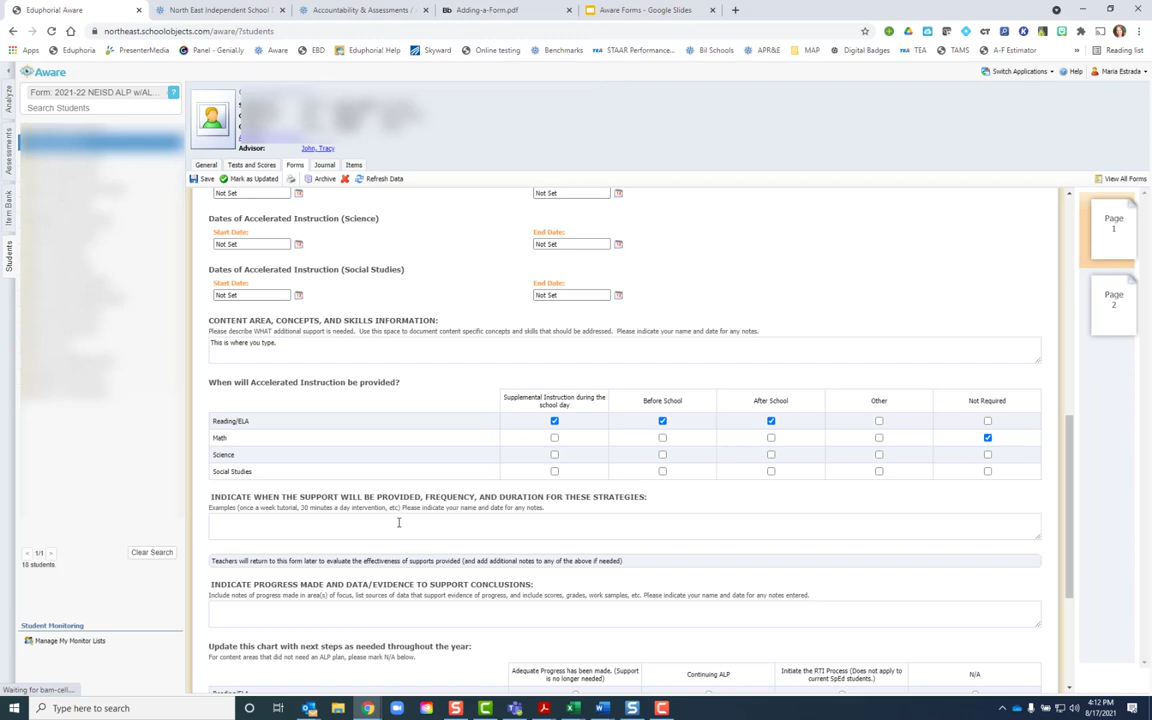 Eduphoria! Aware
North East Independent School D
Accountability & Assessments /
Adding-a-Form.pdf
Aware Forms - Google Slides
northeast.schoolobjects.com/aware/?students
Apps Eduphoria PresenterMedia Panel - Genial.ly Aware EBD Eduphoria! Help Skyward Online testing Benchmarks STAAR Performance... Bil Schools APR&E MAP Digital Badges TEA TAMS A-F Estimator Reading list
Aware
Switch Applications Help Maria Estrada
Form: 2021-22 NEISD ALP w/AL... ?
Search Students
Analyze
Assessments
Item Bank
Students
Advisor: John, Tracy
General Tests and Scores Forms Journal Items
Save Mark as Updated Archive Refresh Data View All Forms
Not Set Not Set
Dates of Accelerated Instruction (Science)
Start Date: End Date:
Not Set Not Set
Dates of Accelerated Instruction (Social Studies)
Start Date: End Date:
Not Set Not Set
CONTENT AREA, CONCEPTS, AND SKILLS INFORMATION:
Please describe WHAT additional support is needed. Use this space to document content specific concepts and skills that should be addressed. Please indicate your name and date for any notes.
This is where you type.
When will Accelerated Instruction be provided?
Supplemental Instruction during the school day Before School After School Other Not Required
Reading/ELA
Math
Science
Social Studies
INDICATE WHEN THE SUPPORT WILL BE PROVIDED, FREQUENCY, AND DURATION FOR THESE STRATEGIES:
Examples (once a week tutorial, 30 minutes a day intervention, etc) Please indicate your name and date for any notes.
Teachers will return to this form later to evaluate the effectiveness of supports provided (and add additional notes to any of the above if needed)
INDICATE PROGRESS MADE AND DATA/EVIDENCE TO SUPPORT CONCLUSIONS:
Include notes of progress made in area(s) of focus, list sources of data that support evidence of progress, and include scores, grades, work samples, etc. Please indicate your name and date for any notes entered.
Update this chart with next steps as needed throughout the year:
For content areas that did not need an ALP plan, please mark N/A below.
Adequate Progress has been made. (Support is no longer needed) Continuing ALP Initiate the RTI Process (Does not apply to current SpEd students.) N/A
Reading/ELA
Page 1
Page 2
< 1/1 > Clear Search
18 students
Student Monitoring
Manage My Monitor Lists
Waiting for bam-cell...
Type here to search
4:12 PM
8/17/2021